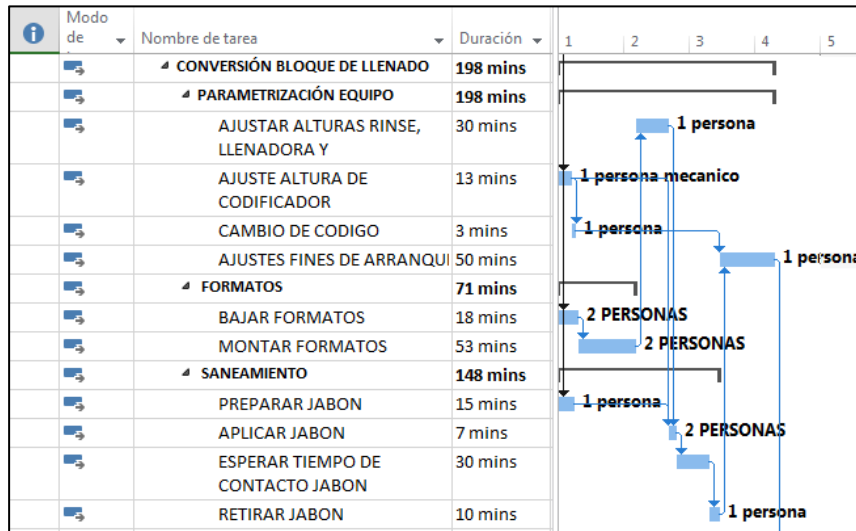 Modo
de
Nombre de tarea
Duración
1 2 3 4 5
CONVERSIÓN BLOQUE DE LLENADO 198 mins
PARAMETRIZACIÓN EQUIPO 198 mins
AJUSTAR ALTURAS RINSE, 30 mins 1 persona
LLENADORA Y
AJUSTE ALTURA DE 13 mins 1 persona mecanico
CODIFICADOR
CAMBIO DE CODIGO 3 mins 1 persona
AJUSTES FINES DE ARRANQU 50 mins 1 persona
FORMATOS 71 mins
BAJAR FORMATOS 18 mins 2 PERSONAS
MONTAR FORMATOS 53 mins 2 PERSONAS
SANEAMIENTO 148 mins
PREPARAR JABON 15 mins 1 persona
APLICAR JABON 7 mins 2 PERSONAS
ESPERAR TIEMPO DE 30 mins
CONTACTO JABON
RETIRAR JABON 10 mins 1 persona